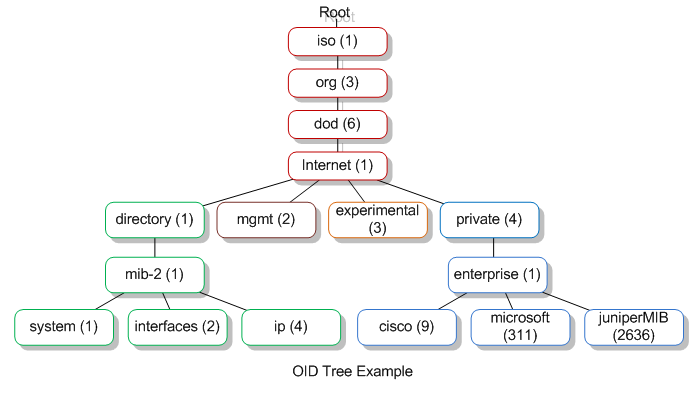 Root
iso (1)
org (3)
dod (6)
Internet (1)
directory (1)
mgmt (2)
experimental
(3)
private (4)
mib-2 (1)
enterprise (1)
system (1)
interfaces (2)
ip (4)
cisco (9)
microsoft
(311)
juniperMIB
(2636)
OID Tree Example